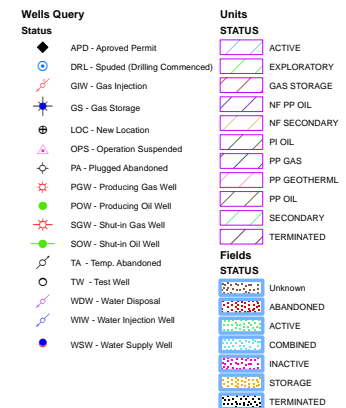 Wells Query
Status
APD - Aproved Permit
DRL - Spuded (Drilling Commenced)
GIW - Gas Injection
GS - Gas Storage
LOC - New Location
OPS - Operation Suspended
PA - Plugged Abandoned
PGW - Producing Gas Well
POW - Producing Oil Well
SGW - Shut-in Gas Well
SOW - Shut-in Oil Well
TA - Temp. Abandoned
TW - Test Well
WDW - Water Disposal
WIW - Water Injection Well
WSW - Water Supply Well
Units
STATUS
ACTIVE
EXPLORATORY
GAS STORAGE
NF PP OIL
NF SECONDARY
PI OIL
PP GAS
PP GEOTHERML
PP OIL
SECONDARY
TERMINATED
Fields
STATUS
Unknown
ABANDONED
ACTIVE
COMBINED
INACTIVE
STORAGE
TERMINATED